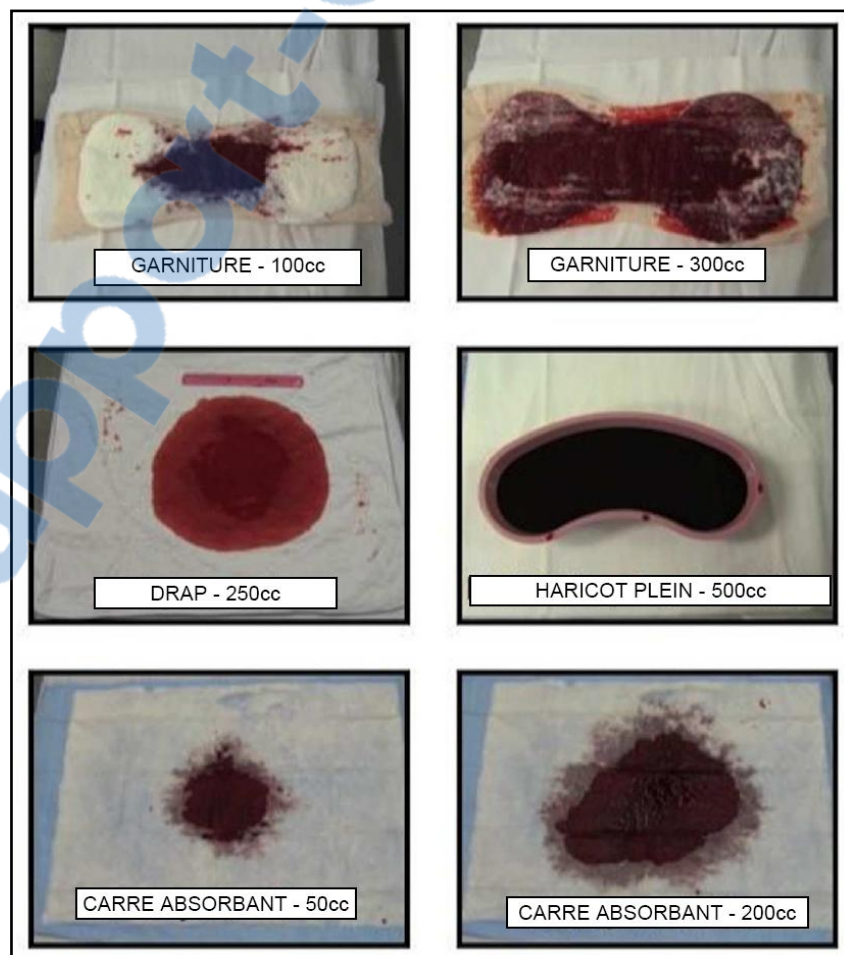 GARNITURE - 100cc
GARNITURE - 300cc
DRAP - 250cc
HARICOT PLEIN - 500cc
CARRE ABSORBANT - 50cc
CARRE ABSORBANT - 200cc